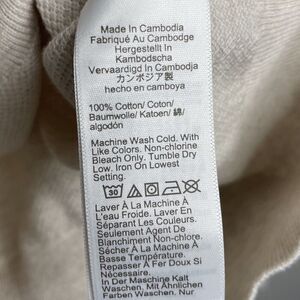 Made In Cambodia
Fabriqué Au Cambodge
Hergestellt In
Kambodscha
Vervaardigd In Cambodja
カンボジア製
hecho en camboya
100% Cotton/ Coton/
Baumwolle/ Katoen/ 綿/
algodón
Machine Wash Cold. With
Like Colors. Non-chlorine
Bleach Only. Tumble Dry
Low. Iron On Lowest
Setting.
30
Laver À La Machine À
L'eau Froide. Laver En
Séparant Les Couleurs.
Seulement Agent De
Blanchiment Non-chloré.
Sécher À La Machine À
Basse Température.
Repasser À Fer Doux Si
Nécessaire.
In Der Maschine Kalt
Waschen. Mit Ähnlichen
Farben Waschen. Nur